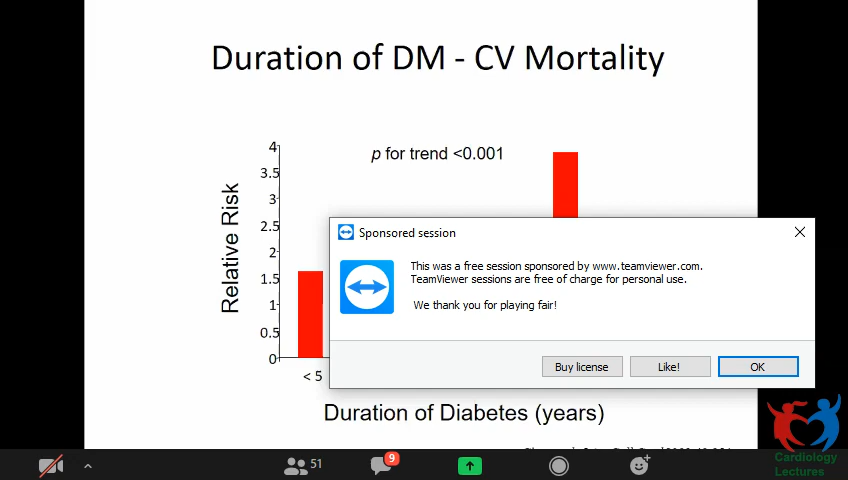 Duration of DM - CV Mortality
p for trend <0.001
Relative Risk
4
3.5
3
2.5
2
1.5
1
0.5
0
< 5
Duration of Diabetes (years)
Sponsored session
This was a free session sponsored by www.teamviewer.com.
TeamViewer sessions are free of charge for personal use.
We thank you for playing fair!
Buy license
Like!
OK
51
9
Cardiology
Lectures